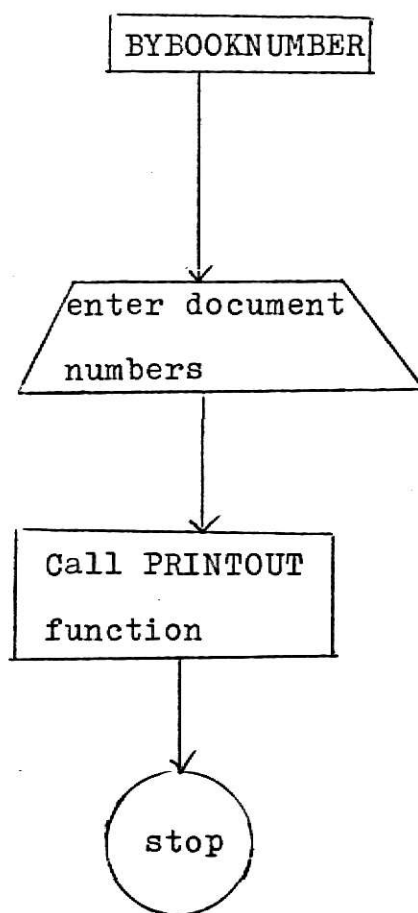 BYBOOKNUMBER
enter document
numbers
Call PRINTOUT
function
stop